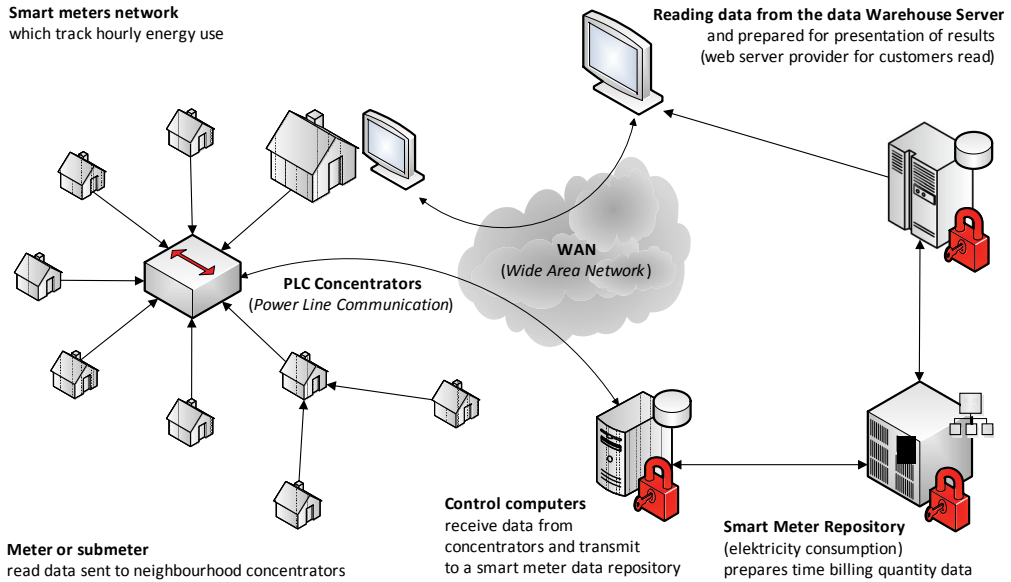 Smart meters network
which track hourly energy use
Reading data from the data Warehouse Server
and prepared for presentation of results
(web server provider for customers read)
WAN
(Wide Area Network)
PLC Concentrators
(Power Line Communication)
Control computers
receive data from
concentrators and transmit
to a smart meter data repository
Smart Meter Repository
(elektricity consumption)
prepares time billing quantity data
Meter or submeter
read data sent to neighbourhood concentrators